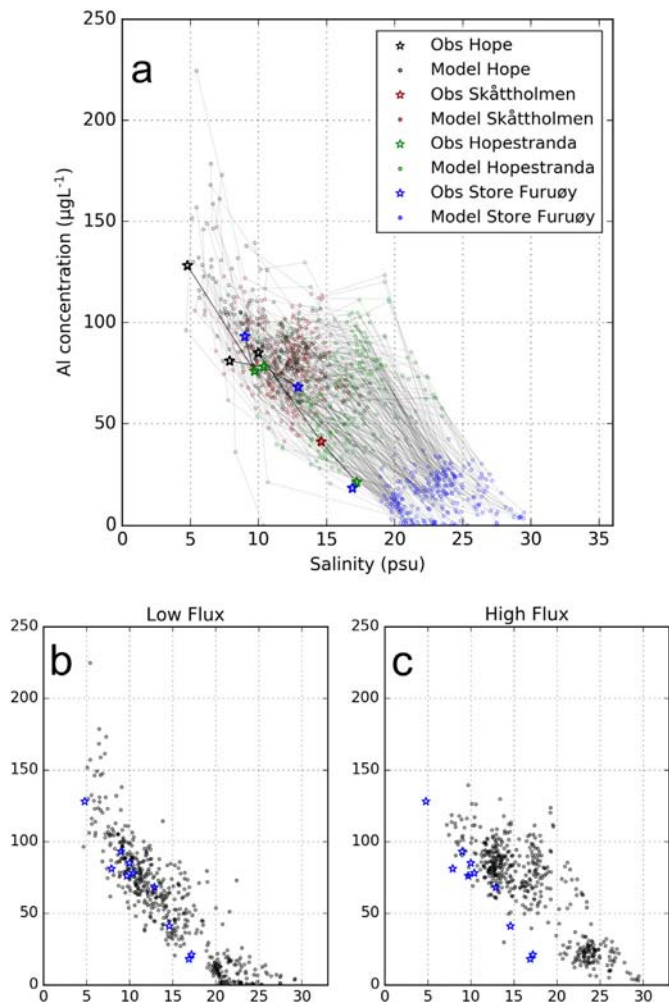 a
Obs Hope
Model Hope
Obs Skåttholmen
Model Skåttholmen
Obs Hopestranda
Model Hopestranda
Obs Store Furuøy
Model Store Furuøy
250
200
150
100
50
0
Al concentration (µgL⁻¹)
0 5 10 15 20 25 30 35
Salinity (psu)
Low Flux
b
250
200
150
100
50
0
0 5 10 15 20 25 30
High Flux
c
250
200
150
100
50
0
0 5 10 15 20 25 30